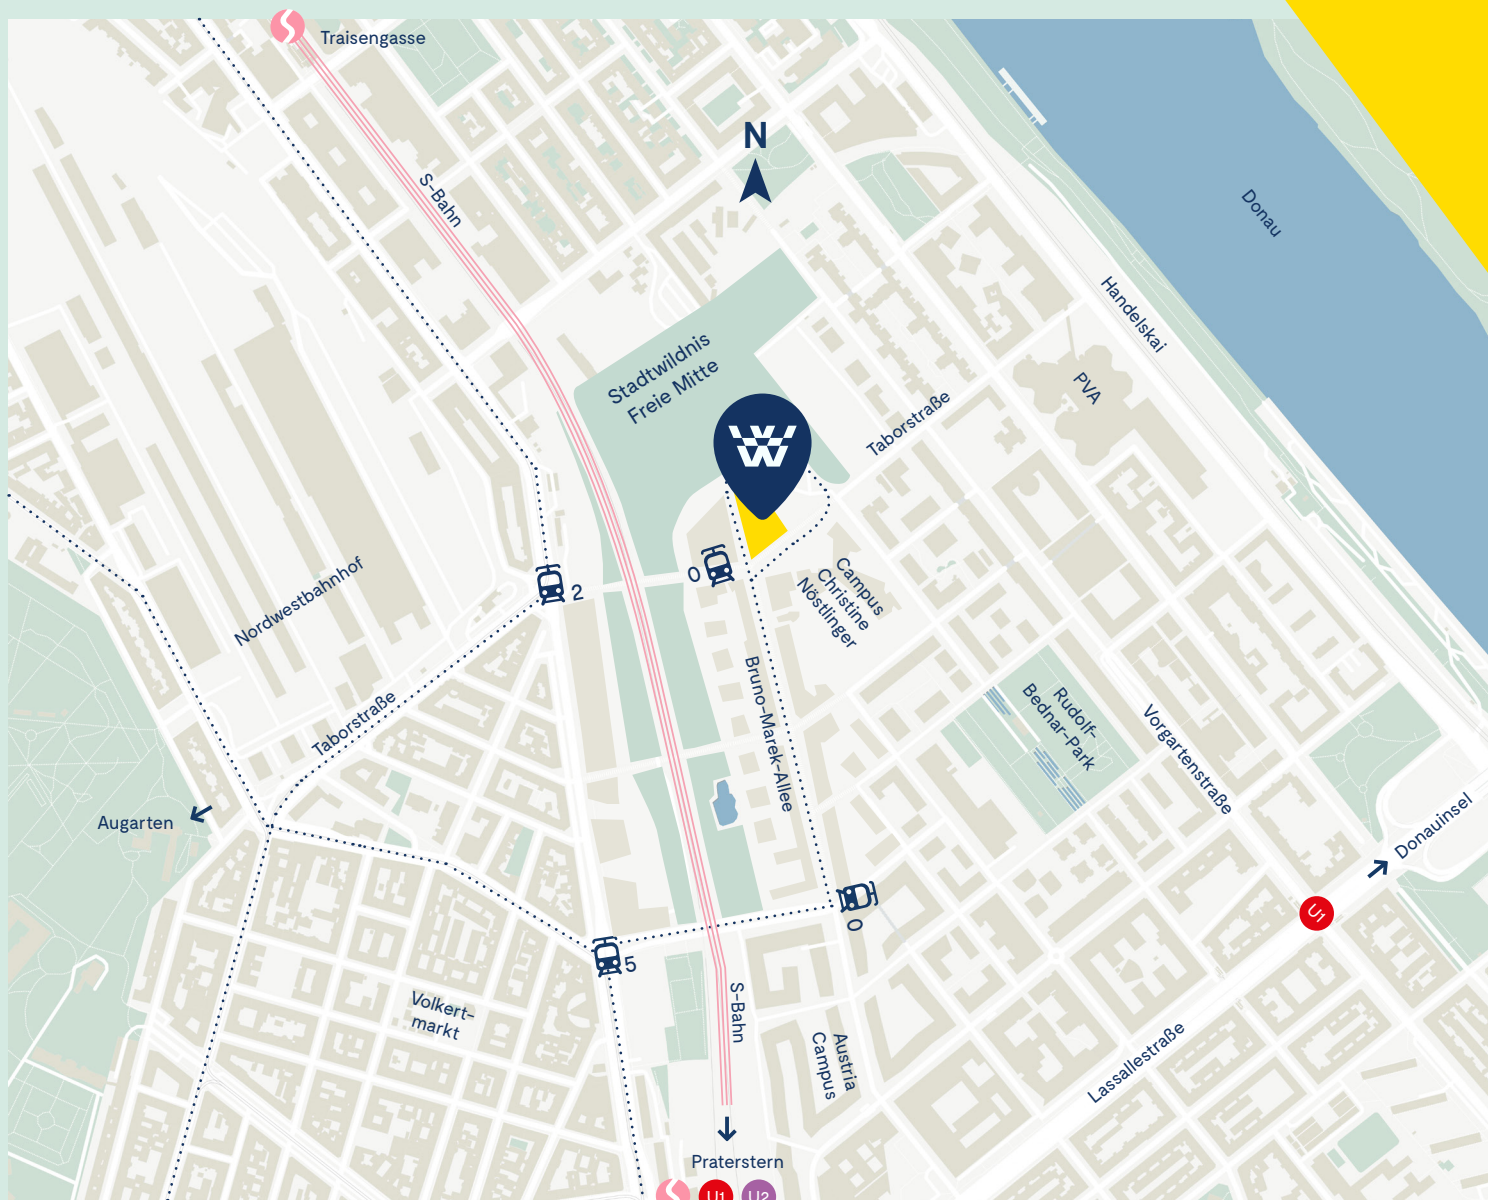 Traisengasse
N
S-Bahn
Donau
Handelskai
Stadtwildnis
Freie Mitte
PVA
Taborstraße
W
0
2
Campus
Christine
Nöstlinger
Nordwestbahnhof
Bruno-Marek-Allee
Rudolf-
Bednar-Park
Taborstraße
Vorgartenstraße
Augarten
Donauinsel
U1
0
5
Volkert-
markt
S-Bahn
Austria
Campus
Lassallestraße
Praterstern
U1
U2